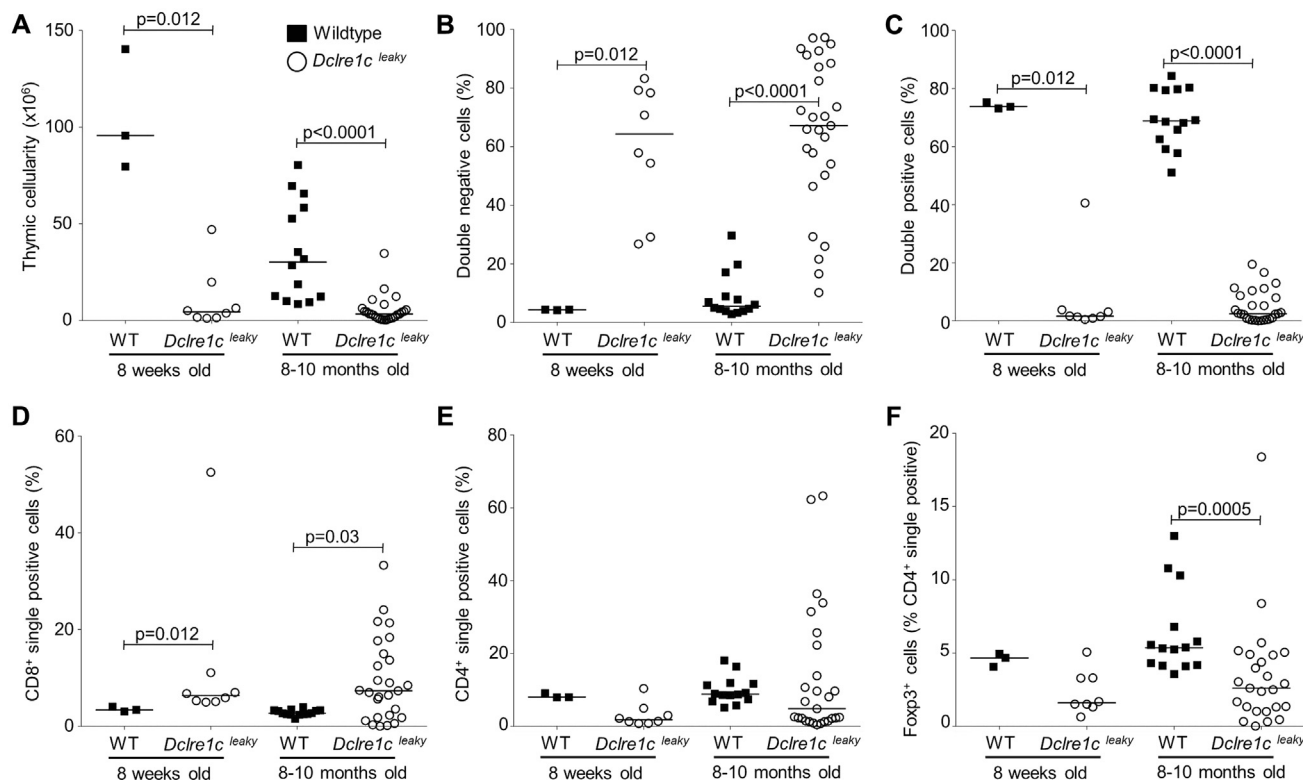 A
Thymic cellularity (x10⁶)
150
100
50
0
p=0.012
p<0.0001
■ Wildtype
○ Dclre1c leaky
WT Dclre1c leaky WT Dclre1c leaky
8 weeks old 8-10 months old
B
Double negative cells (%)
100
80
60
40
20
0
p=0.012
p<0.0001
WT Dclre1c leaky WT Dclre1c leaky
8 weeks old 8-10 months old
C
Double positive cells (%)
100
80
60
40
20
0
p=0.012
p<0.0001
WT Dclre1c leaky WT Dclre1c leaky
8 weeks old 8-10 months old
D
CD8⁺ single positive cells (%)
60
40
20
0
p=0.012
p=0.03
WT Dclre1c leaky WT Dclre1c leaky
8 weeks old 8-10 months old
E
CD4⁺ single positive cells (%)
80
60
40
20
0
WT Dclre1c leaky WT Dclre1c leaky
8 weeks old 8-10 months old
F
Foxp3⁺ cells (% CD4⁺ single positive)
20
15
10
5
0
p=0.0005
WT Dclre1c leaky WT Dclre1c leaky
8 weeks old 8-10 months old